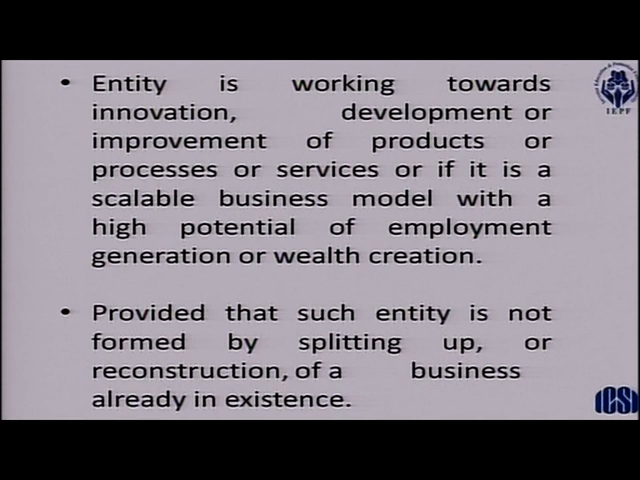 • Entity is working towards
innovation, development or
improvement of products or
processes or services or if it is a
scalable business model with a
high potential of employment
generation or wealth creation.
• Provided that such entity is not
formed by splitting up, or
reconstruction, of a business
already in existence.
IEPF
ICSI